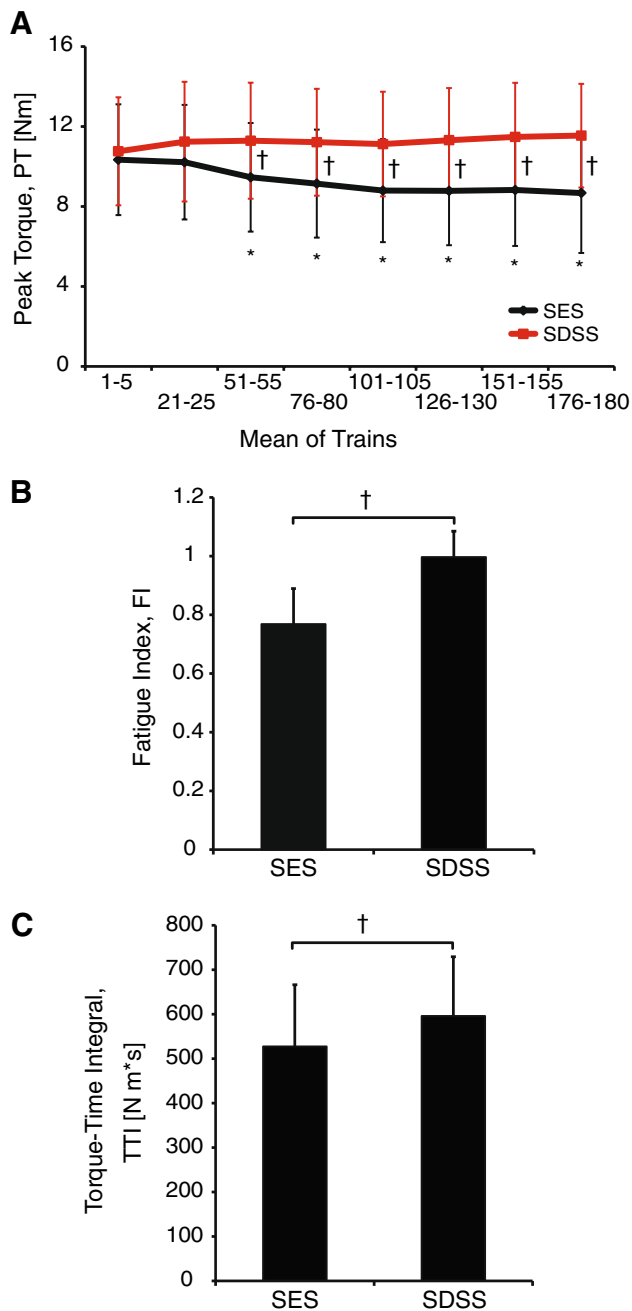 A
Peak Torque, PT [Nm]
16
12
8
4
0
† † † † † †
* * * * * *
SES
SDSS
1-5 51-55 101-105 151-155
21-25 76-80 126-130 176-180
Mean of Trains
B
Fatigue Index, FI
1.2
1
0.8
0.6
0.4
0.2
0
†
SES SDSS
C
Torque-Time Integral,
TTI [N m*s]
800
700
600
500
400
300
200
100
0
†
SES SDSS